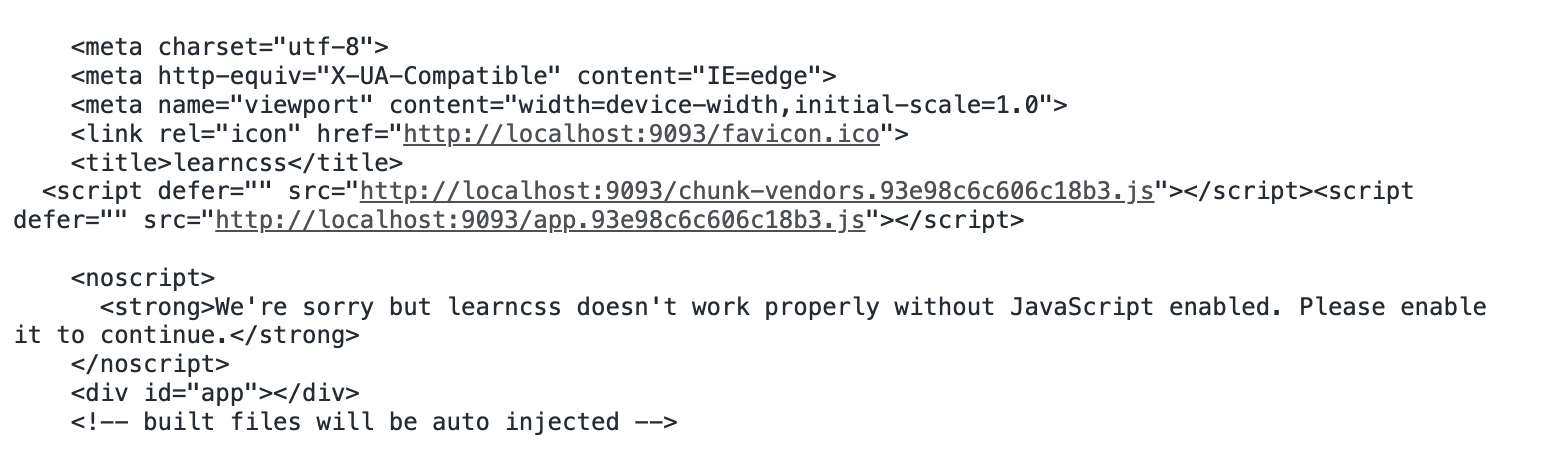 <meta charset="utf-8">
<meta http-equiv="X-UA-Compatible" content="IE=edge">
<meta name="viewport" content="width=device-width,initial-scale=1.0">
<link rel="icon" href="http://localhost:9093/favicon.ico">
<title>learncss</title>
<script defer="" src="http://localhost:9093/chunk-vendors.93e98c6c606c18b3.js"></script><script
defer="" src="http://localhost:9093/app.93e98c6c606c18b3.js"></script>
<noscript>
<strong>We're sorry but learncss doesn't work properly without JavaScript enabled. Please enable
it to continue.</strong>
</noscript>
<div id="app"></div>
<!-- built files will be auto injected -->